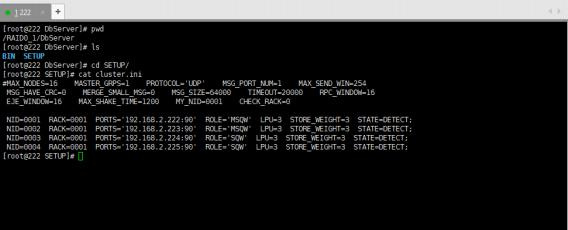 1 222 × +
[root@222 DbServer]# pwd
/RAID0_1/DbServer
[root@222 DbServer]# ls
BIN SETUP
[root@222 DbServer]# cd SETUP/
[root@222 SETUP]# cat cluster.ini
#MAX_NODES=16 MASTER_GRPS=1 PROTOCOL='UDP' MSG_PORT_NUM=1 MAX_SEND_WIN=254
MSG_HAVE_CRC=0 MERGE_SMALL_MSG=0 MSG_SIZE=64000 TIMEOUT=20000 RPC_WINDOW=16
EJE_WINDOW=16 MAX_SHAKE_TIME=1200 MY_NID=0001 CHECK_RACK=0
NID=0001 RACK=0001 PORTS='192.168.2.222:90' ROLE='MSQW' LPU=3 STORE_WEIGHT=3 STATE=DETECT;
NID=0002 RACK=0001 PORTS='192.168.2.223:90' ROLE='MSQW' LPU=3 STORE_WEIGHT=3 STATE=DETECT;
NID=0003 RACK=0001 PORTS='192.168.2.224:90' ROLE='SQW' LPU=3 STORE_WEIGHT=3 STATE=DETECT;
NID=0004 RACK=0001 PORTS='192.168.2.225:90' ROLE='SQW' LPU=3 STORE_WEIGHT=3 STATE=DETECT;
[root@222 SETUP]#